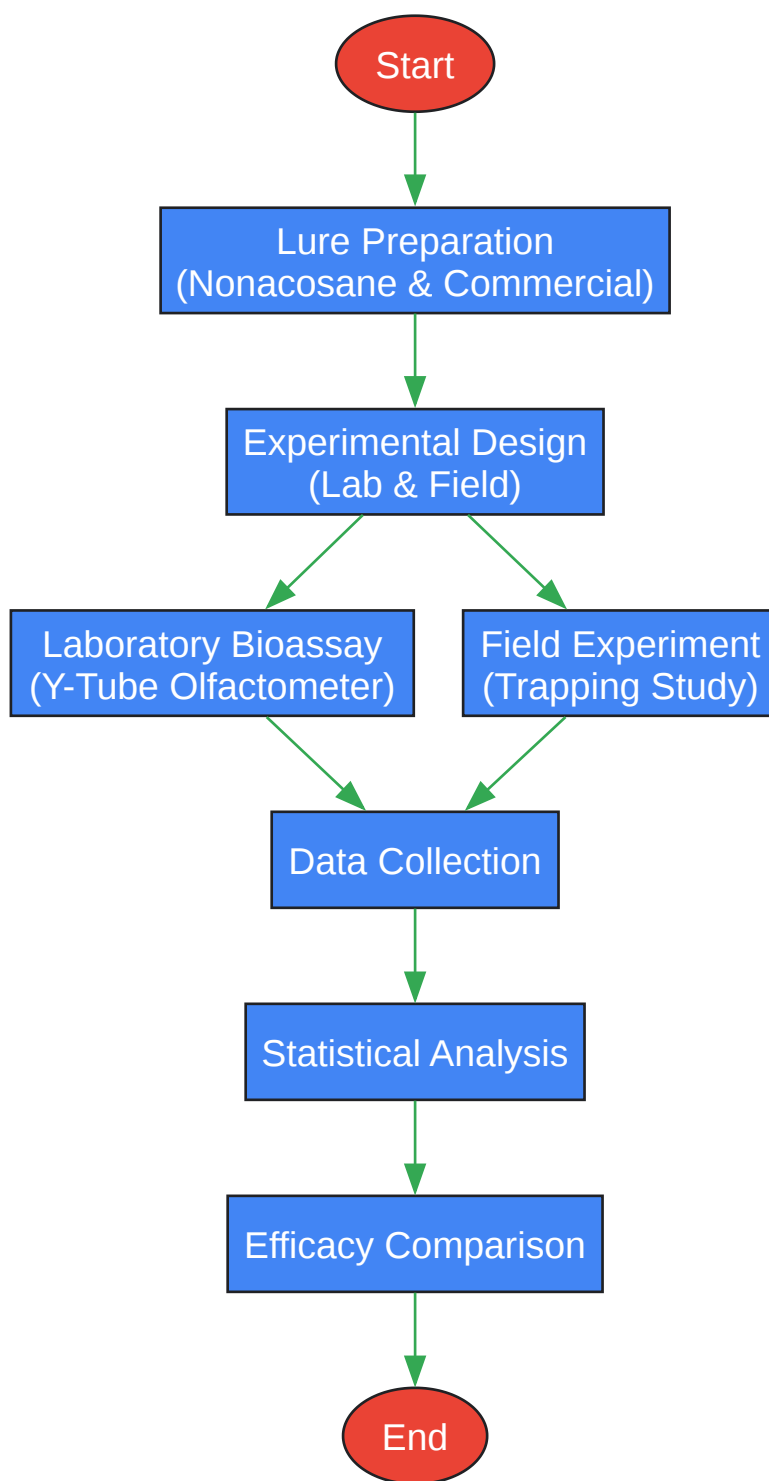 Start
Lure Preparation
(Nonacosane & Commercial)
Experimental Design
(Lab & Field)
Laboratory Bioassay
(Y-Tube Olfactometer)
Field Experiment
(Trapping Study)
Data Collection
Statistical Analysis
Efficacy Comparison
End